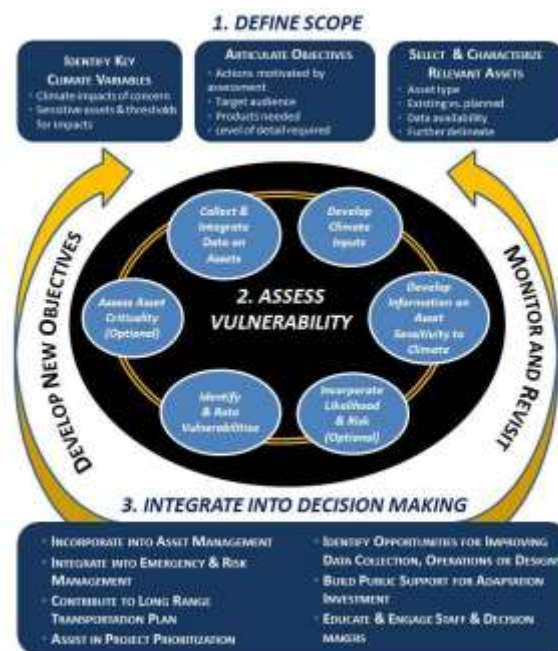 1. DEFINE SCOPE
IDENTIFY KEY
CLIMATE VARIABLES
• Climate impacts of concern
• Sensitive assets & thresholds
for impacts
ARTICULATE OBJECTIVES
• Actions motivated by
assessment
• Target audience
• Products needed
• Level of detail required
SELECT & CHARACTERIZE
RELEVANT ASSETS
• Asset type
• Existing vs. planned
• Data availability
• Further delineate
DEVELOP NEW OBJECTIVES
MONITOR AND REVISIT
Collect &
Integrate
Data on
Assets
Develop
Climate
Inputs
Assess Asset
Criticality
(Optional)
2. ASSESS
VULNERABILITY
Develop
Information on
Asset
Sensitivity to
Climate
Identify
& Rate
Vulnerabilities
Incorporate
Likelihood
& Risk
(Optional)
3. INTEGRATE INTO DECISION MAKING
• INCORPORATE INTO ASSET MANAGEMENT
• INTEGRATE INTO EMERGENCY & RISK
MANAGEMENT
• CONTRIBUTE TO LONG RANGE
TRANSPORTATION PLAN
• ASSIST IN PROJECT PRIORITIZATION
• IDENTIFY OPPORTUNITIES FOR IMPROVING
DATA COLLECTION, OPERATIONS OR DESIGNS
• BUILD PUBLIC SUPPORT FOR ADAPTATION
INVESTMENT
• EDUCATE & ENGAGE STAFF & DECISION
MAKERS